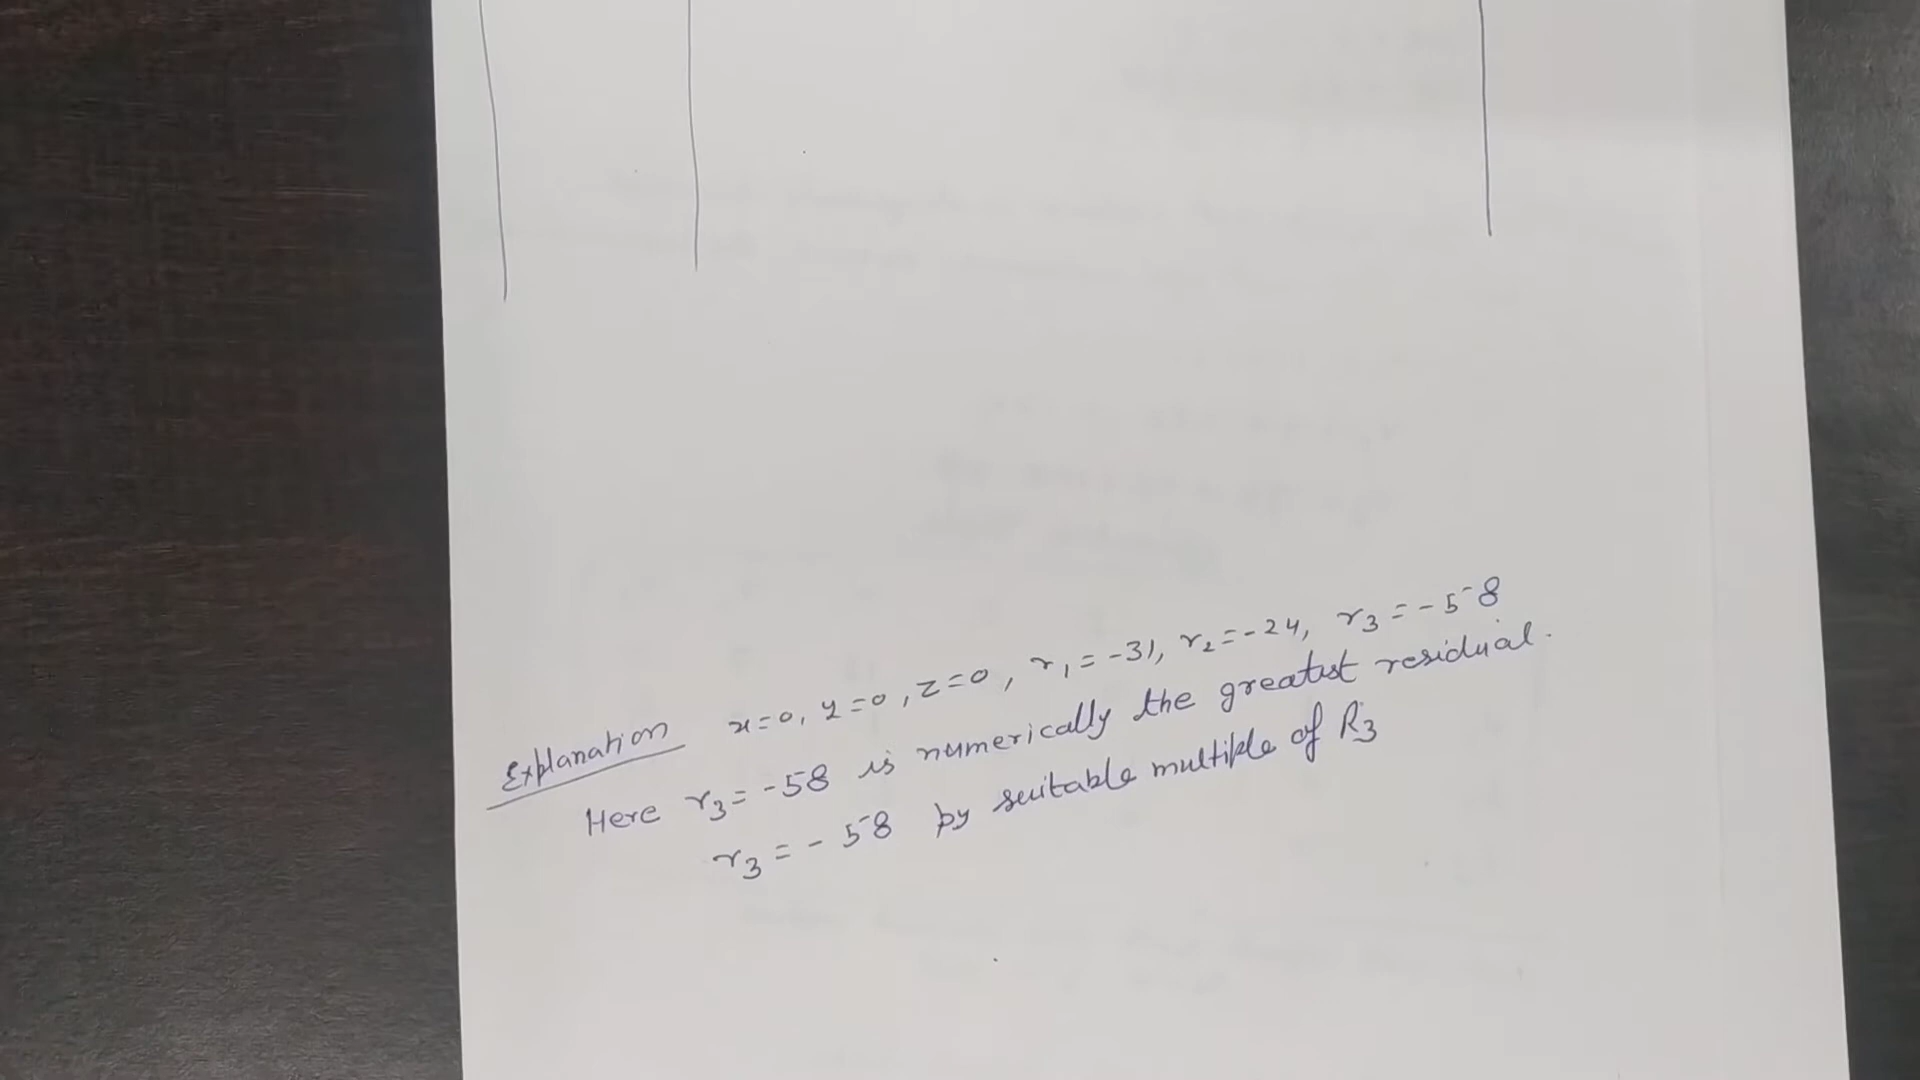 Explanation x=0, y=0, z=0, r₁=-31, r₂=-24, r₃=-58
Here r₃=-58 is numerically the greatest residual.
r₃=-58 by suitable multiple of R₃